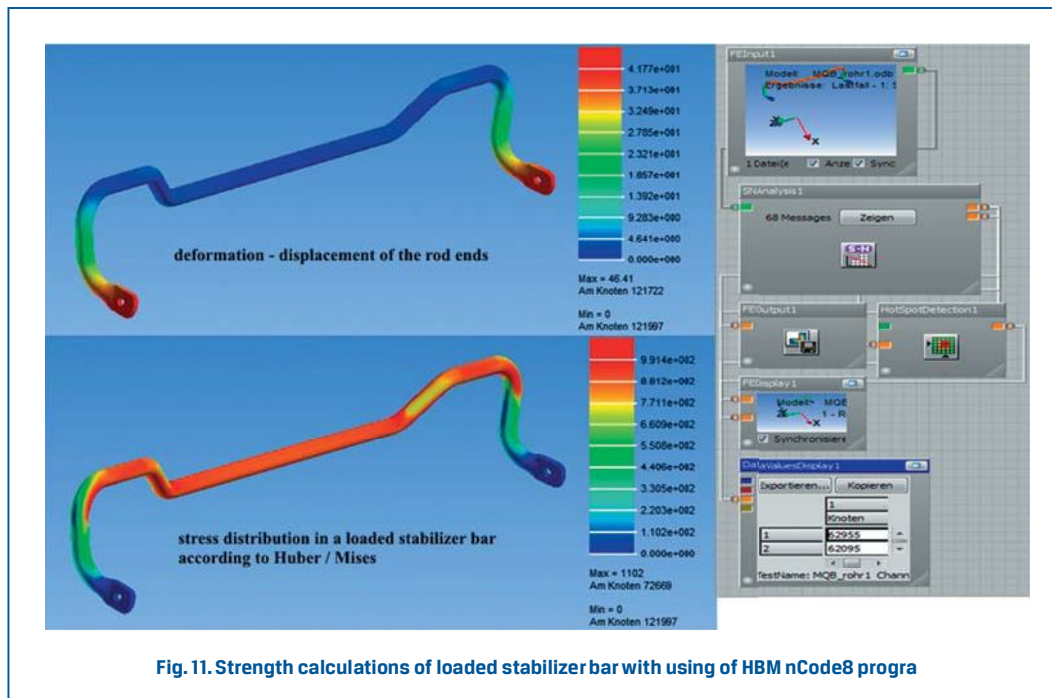 4.177e+001
3.713e+001
3.249e+001
2.785e+001
2.321e+001
1.857e+001
1.392e+001
9.283e+000
4.641e+000
0.000e+000
Max = 46.41
Am Knoten 121722
Min = 0
Am Knoten 121997
deformation - displacement of the rod ends
9.914e+002
8.812e+002
7.711e+002
6.609e+002
5.508e+002
4.406e+002
3.305e+002
2.203e+002
1.102e+002
0.000e+000
Max = 1102
Am Knoten 72669
Min = 0
Am Knoten 121997
stress distribution in a loaded stabilizer bar
according to Huber / Mises
FEInput1
Modell: MQB_rohr1.odb
Ergebnisse: Lastfall - 1: S
X
1 Datei(e Anze Sync
SNAnalysis1
68 Messages Zeigen
S-N
FEOutput1
HotSpotDetection1
FEDisplay1
Modell: MQB
1 - R
X
Synchronisiere
DataValuesDisplay1
Exportieren... Kopieren
1
Knoten
1 62955
2 62095
TestName: MQB_rohr1 Chann
Fig. 11. Strength calculations of loaded stabilizer bar with using of HBM nCode8 progra